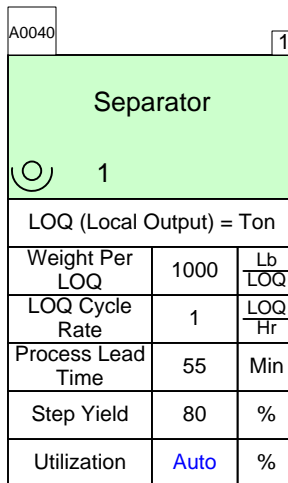 A0040
1
Separator
1
LOQ (Local Output) = Ton
Weight Per
LOQ
1000
Lb
LOQ
LOQ Cycle
Rate
1
LOQ
Hr
Process Lead
Time
55
Min
Step Yield
80
%
Utilization
Auto
%